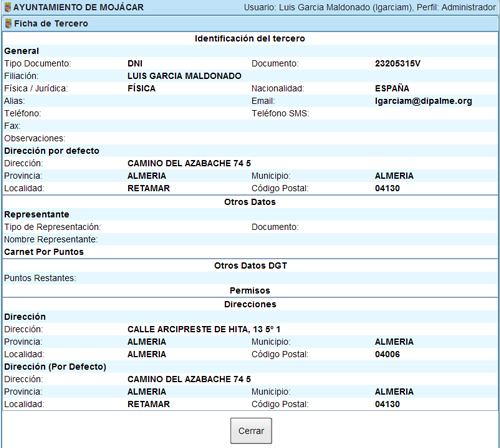 AYUNTAMIENTO DE MOJÁCAR Usuario: Luis Garcia Maldonado (lgarciam), Perfil: Administrador
Ficha de Tercero
Identificación del tercero
General
Tipo Documento: DNI Documento: 23205315V
Filiación: LUIS GARCIA MALDONADO
Física / Jurídica: FÍSICA Nacionalidad: ESPAÑA
Alias: Email: lgarciam@dipalme.org
Teléfono: Teléfono SMS:
Fax:
Observaciones:
Dirección por defecto
Dirección: CAMINO DEL AZABACHE 74 5
Provincia: ALMERIA Municipio: ALMERIA
Localidad: RETAMAR Código Postal: 04130
Otros Datos
Representante
Tipo de Representación: Documento:
Nombre Representante:
Carnet Por Puntos
Otros Datos DGT
Puntos Restantes:
Permisos
Direcciones
Dirección
Dirección: CALLE ARCIPRESTE DE HITA, 13 5º 1
Provincia: ALMERIA Municipio: ALMERIA
Localidad: ALMERIA Código Postal: 04006
Dirección (Por Defecto)
Dirección: CAMINO DEL AZABACHE 74 5
Provincia: ALMERIA Municipio: ALMERIA
Localidad: RETAMAR Código Postal: 04130
Cerrar